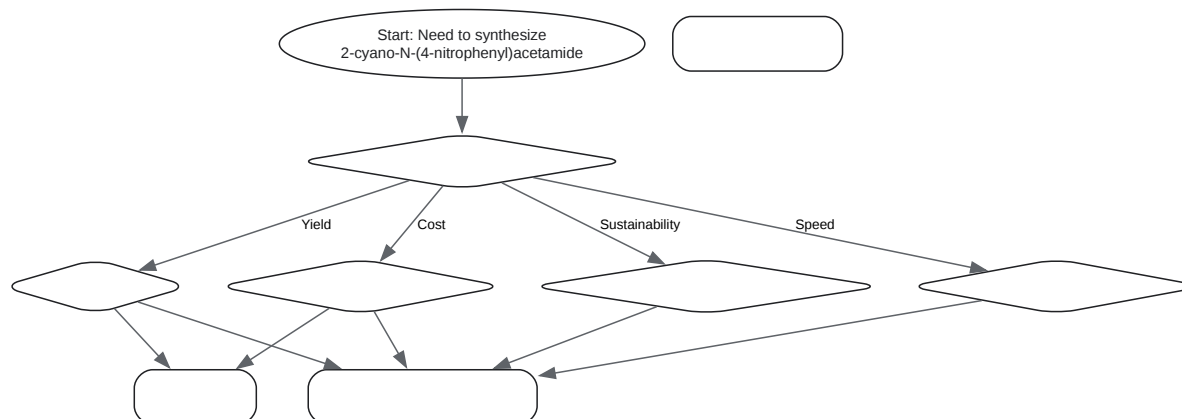 Start: Need to synthesize
2-cyano-N-(4-nitrophenyl)acetamide
Yield
Cost
Sustainability
Speed